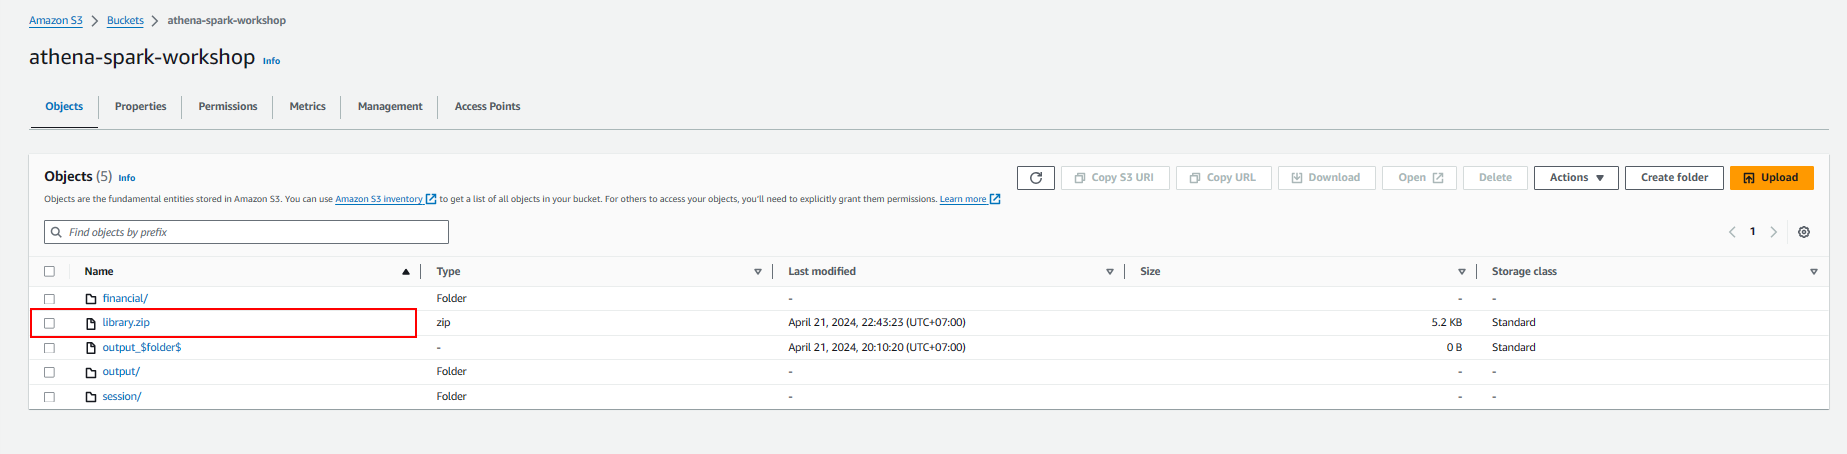 Amazon S3 > Buckets > athena-spark-workshop
athena-spark-workshop Info
Objects Properties Permissions Metrics Management Access Points
Objects (5) Info
Copy S3 URI Copy URL Download Open Delete Actions Create folder Upload
Objects are the fundamental entities stored in Amazon S3. You can use Amazon S3 inventory to get a list of all objects in your bucket. For others to access your objects, you'll need to explicitly grant them permissions. Learn more
Find objects by prefix
1
Name Type Last modified Size Storage class
financial/ Folder - - -
library.zip zip April 21, 2024, 22:43:23 (UTC+07:00) 5.2 KB Standard
output_$folder$ - April 21, 2024, 20:10:20 (UTC+07:00) 0 B Standard
output/ Folder - - -
session/ Folder - - -